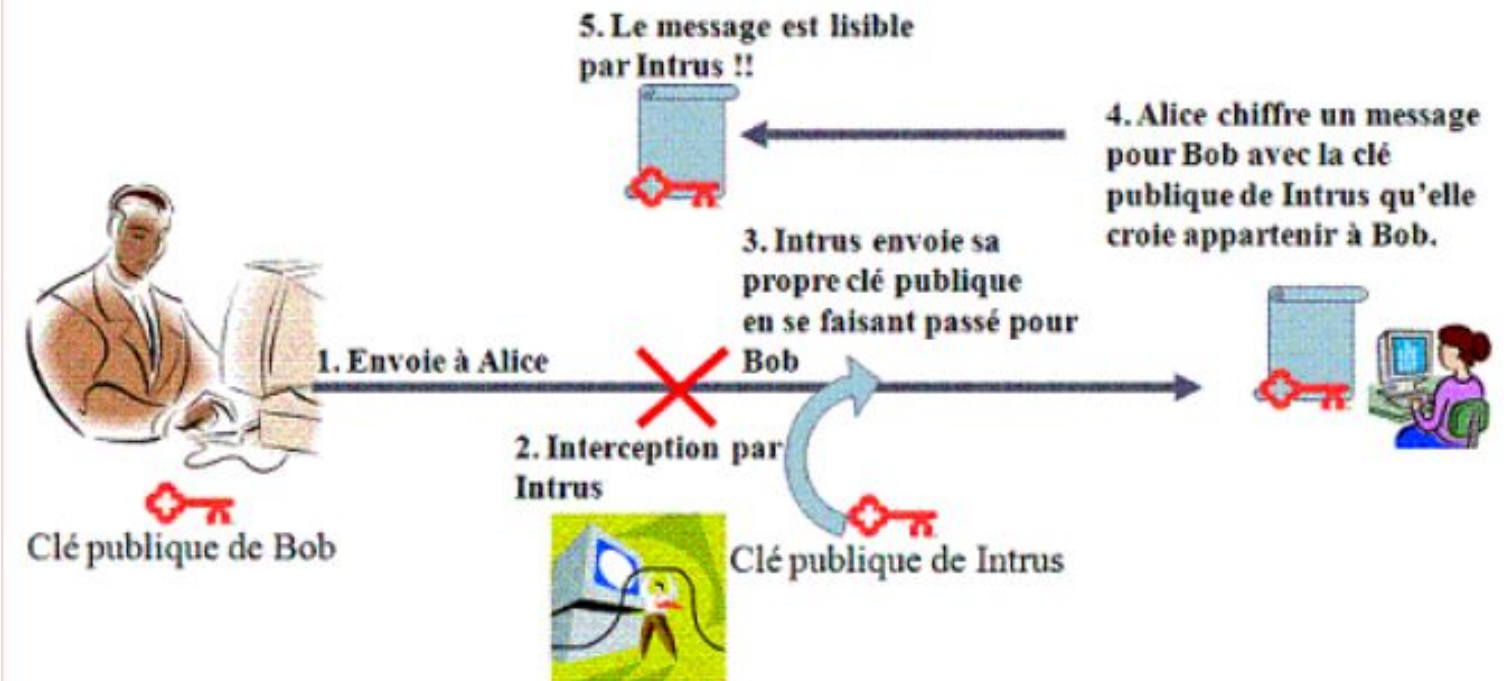 5. Le message est lisible
par Intrus !!
4. Alice chiffre un message
pour Bob avec la clé
publique de Intrus qu'elle
croie appartenir à Bob.
3. Intrus envoie sa
propre clé publique
en se faisant passé pour
Bob
1. Envoie à Alice
2. Interception par
Intrus
Clé publique de Bob
Clé publique de Intrus